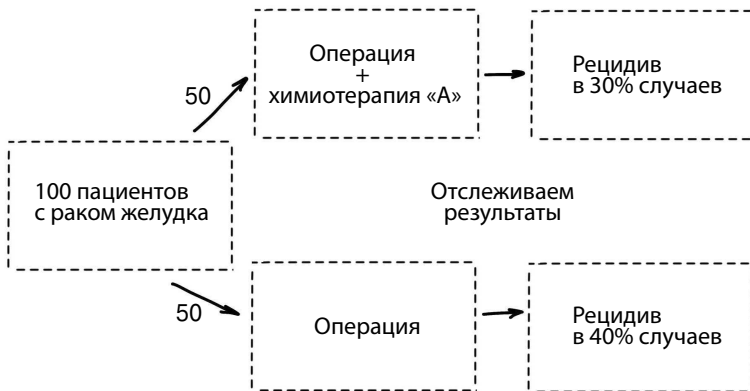 Операция
+
химиотерапия «А»
Рецидив
в 30% случаев
50
100 пациентов
с раком желудка
Отслеживаем
результаты
50
Операция
Рецидив
в 40% случаев